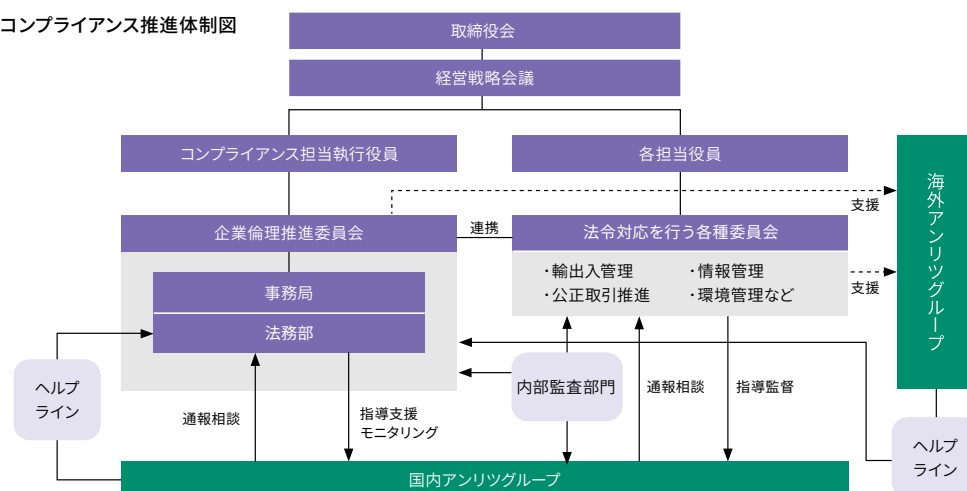 コンプライアンス推進体制図
取締役会
経営戦略会議
コンプライアンス担当執行役員
各担当役員
企業倫理推進委員会
連携
法令対応を行う各種委員会
支援
・輸出入管理
・情報管理
・公正取引推進
・環境管理など
支援
海外アンリツグループ
事務局
法務部
ヘルプ
ライン
内部監査部門
通報相談
指導支援
モニタリング
通報相談
指導監督
ヘルプ
ライン
国内アンリツグループ